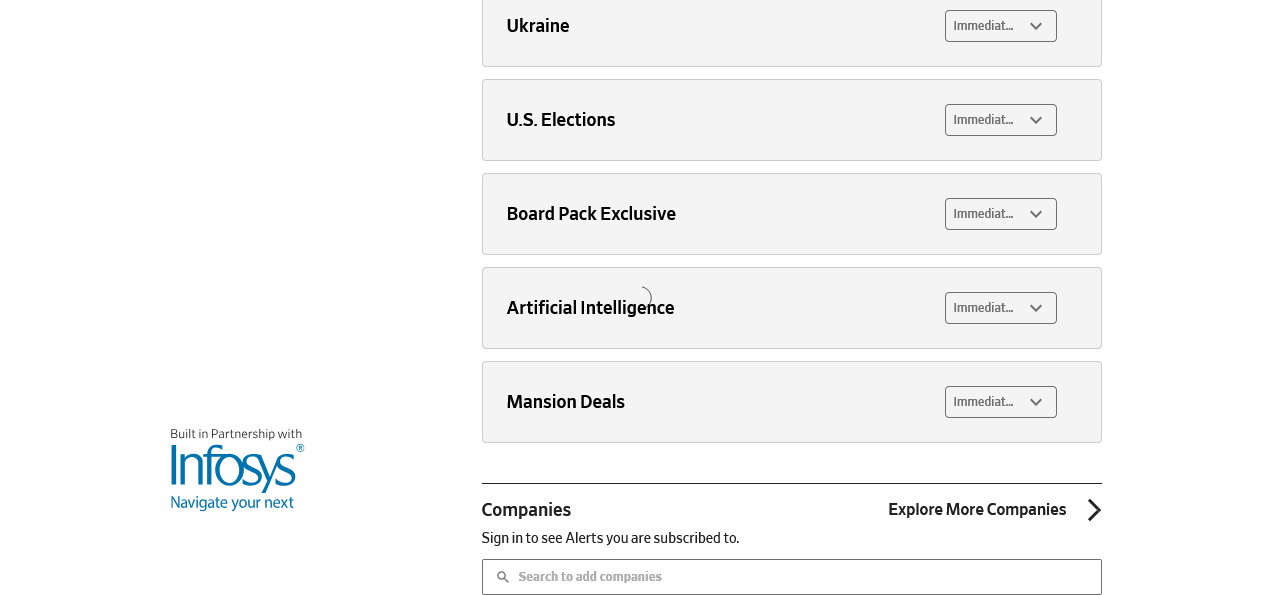 Ukraine
Immediat...
U.S. Elections
Immediat...
Board Pack Exclusive
Immediat...
Artificial Intelligence
Immediat...
Mansion Deals
Immediat...
Built in Partnership with
Infosys®
Navigate your next
Companies
Explore More Companies
Sign in to see Alerts you are subscribed to.
Search to add companies